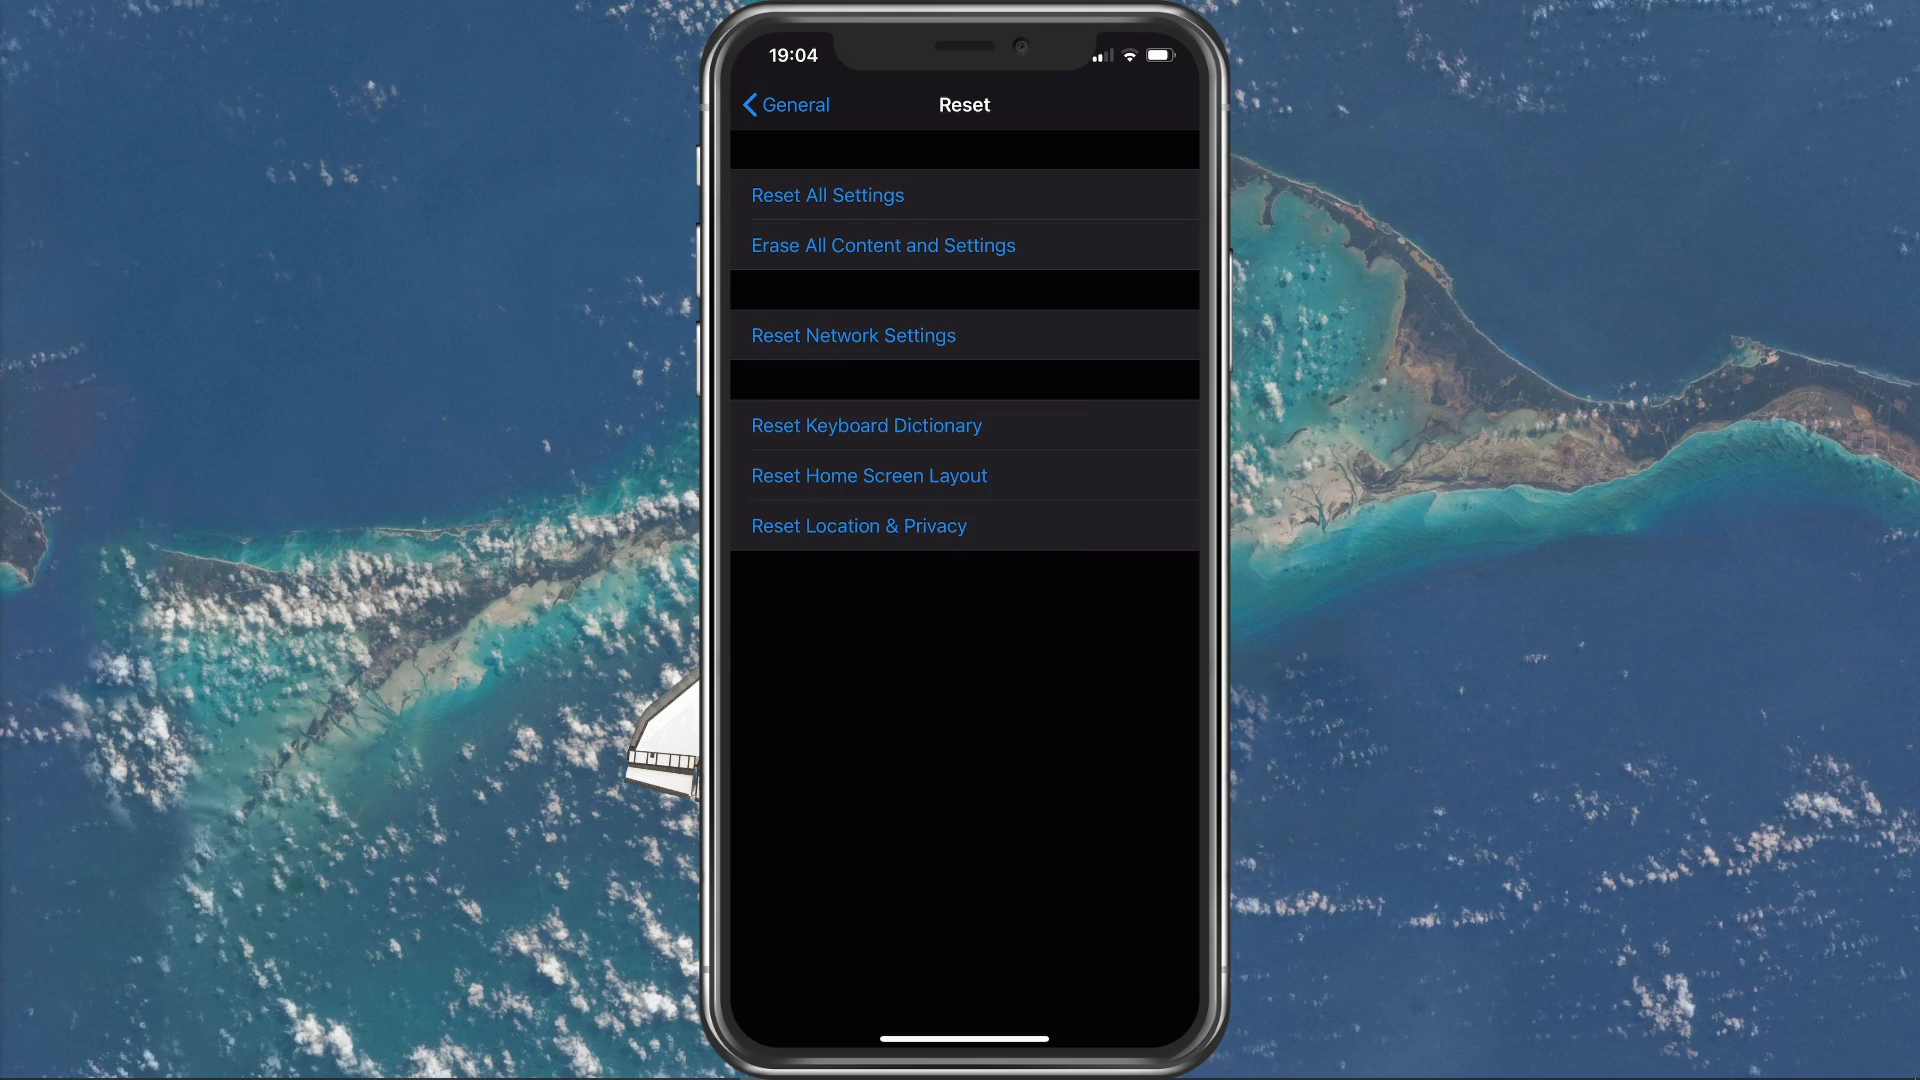 19:04
General
Reset
Reset All Settings
Erase All Content and Settings
Reset Network Settings
Reset Keyboard Dictionary
Reset Home Screen Layout
Reset Location & Privacy